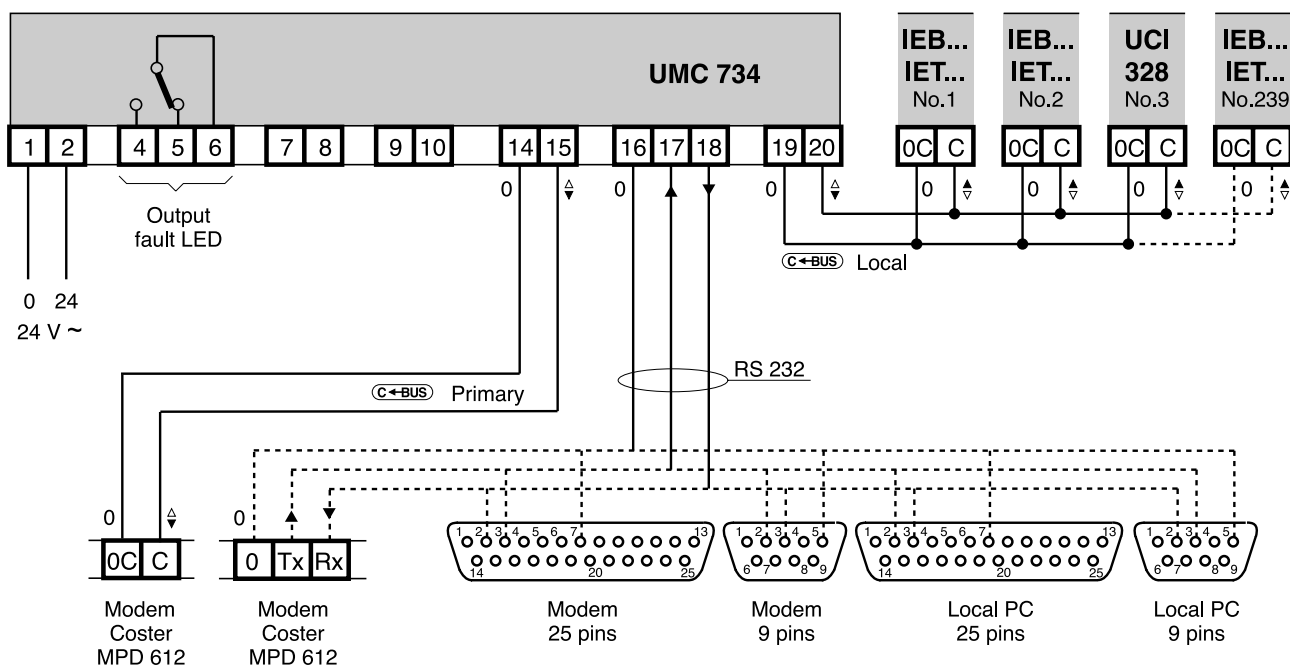 UMC 734
IEB...
IET...
No.1
IEB...
IET...
No.2
UCI
328
No.3
IEB...
IET...
No.239
1 2 4 5 6 7 8 9 10 14 15 16 17 18 19 20
0C C 0C C 0C C 0C C
0 0 0 0 0 0 0
Output
fault LED
C BUS Local
0 24
24 V ~
RS 232
C BUS Primary
0 0
0C C
0 Tx Rx
1 2 3 4 5 6 7 13
14 20 25
1 2 3 4 5
6 7 8 9
1 2 3 4 5 6 7 13
14 20 25
1 2 3 4 5
6 7 8 9
Modem
Coster
MPD 612
Modem
Coster
MPD 612
Modem
25 pins
Modem
9 pins
Local PC
25 pins
Local PC
9 pins